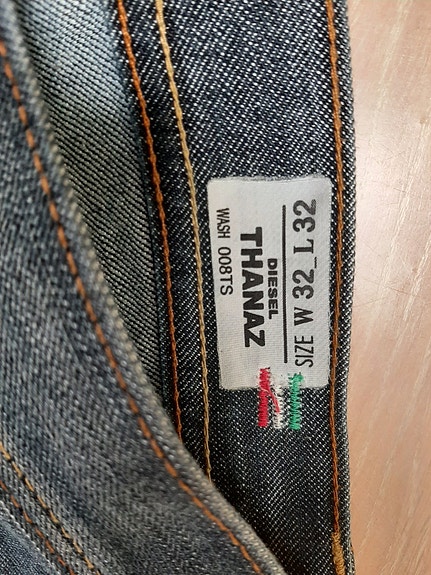 DIESEL
THANAZ
WASH 008TS
SIZE W 32_L 32